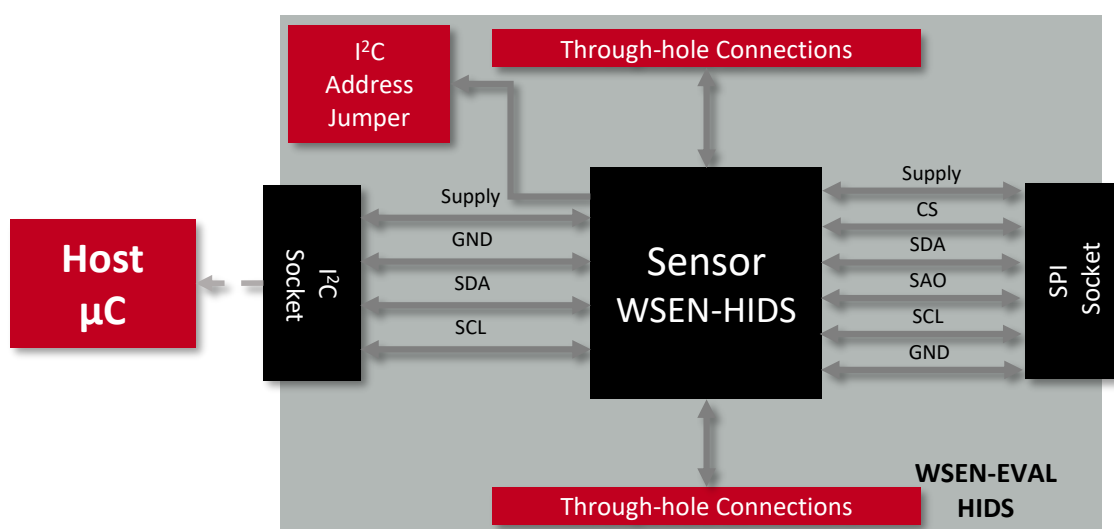 I²C
Address
Jumper
Through-hole Connections
Host
µC
I²C
Socket
Supply
GND
SDA
SCL
Sensor
WSEN-HIDS
Supply
CS
SDA
SAO
SCL
GND
SPI
Socket
Through-hole Connections
WSEN-EVAL
HIDS